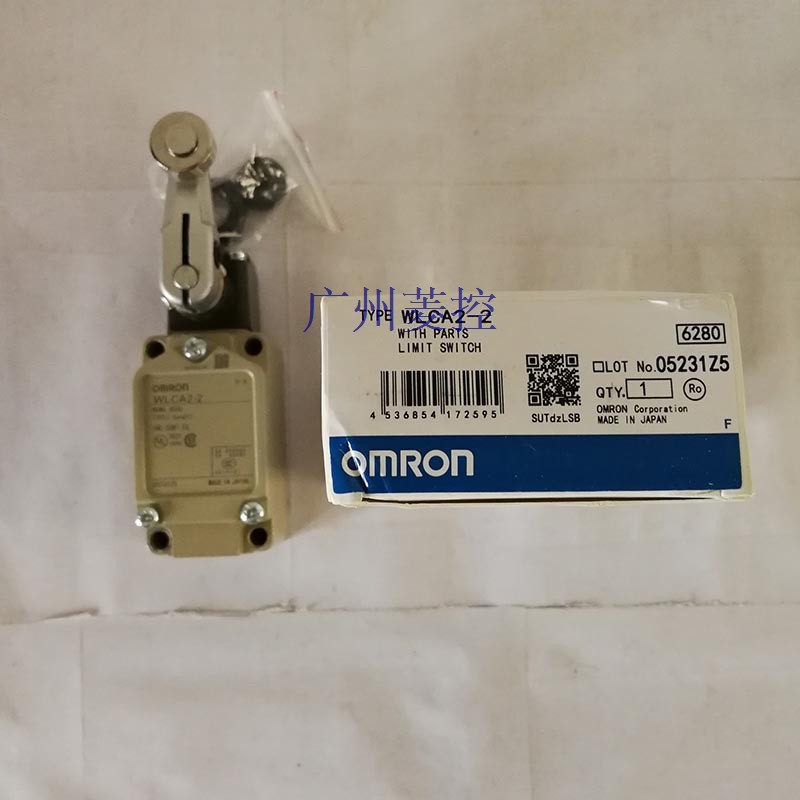 广州菱控
TYPE WLCA2-2
WITH PARTS
LIMIT SWITCH
6280
LOT No. 05231Z5
QTY. 1 Ro
4 536854 172595
SUTdzLSB
OMRON Corporation
MADE IN JAPAN
F
OMRON
OMRON
WLCA2-2
MADE IN JAPAN